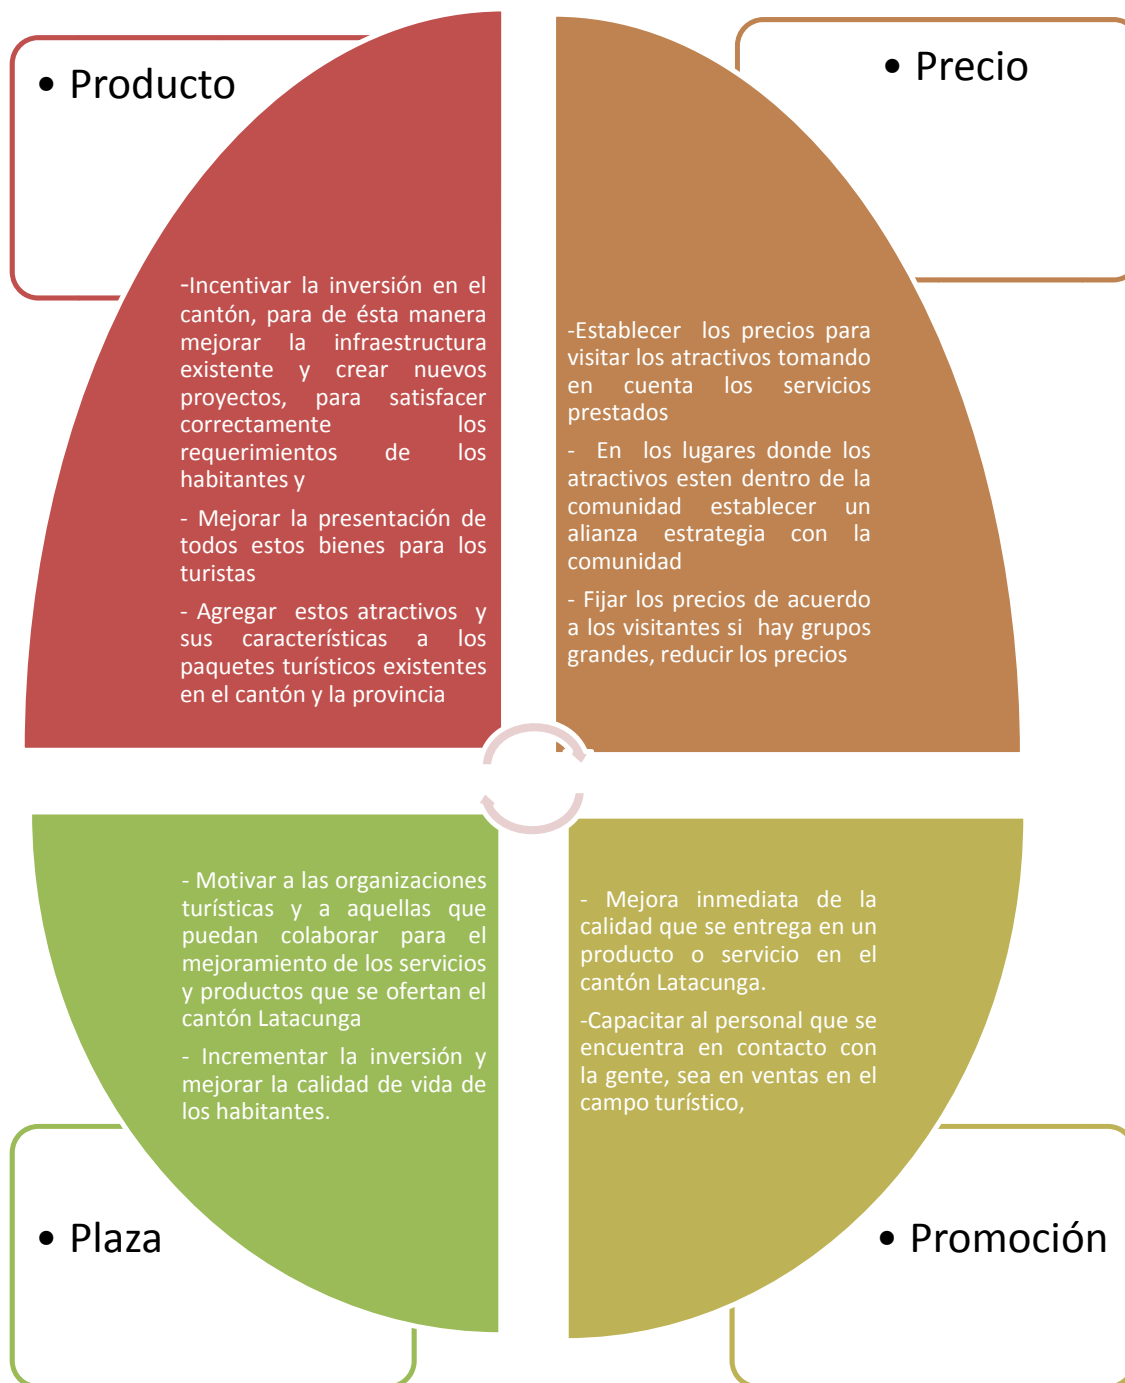 • Producto
-Incentivar la inversión en el
cantón, para de ésta manera
mejorar la infraestructura
existente y crear nuevos
proyectos, para satisfacer
correctamente los
requerimientos de los
habitantes y
- Mejorar la presentación de
todos estos bienes para los
turistas
- Agregar estos atractivos y
sus características a los
paquetes turísticos existentes
en el cantón y la provincia
• Precio
-Establecer los precios para
visitar los atractivos tomando
en cuenta los servicios
prestados
- En los lugares donde los
atractivos esten dentro de la
comunidad establecer un
alianza estrategia con la
comunidad
- Fijar los precios de acuerdo
a los visitantes si hay grupos
grandes, reducir los precios
- Motivar a las organizaciones
turísticas y a aquellas que
puedan colaborar para el
mejoramiento de los servicios
y productos que se ofertan el
cantón Latacunga
- Incrementar la inversión y
mejorar la calidad de vida de
los habitantes.
• Plaza
- Mejora inmediata de la
calidad que se entrega en un
producto o servicio en el
cantón Latacunga.
-Capacitar al personal que se
encuentra en contacto con
la gente, sea en ventas en el
campo turístico,
• Promoción